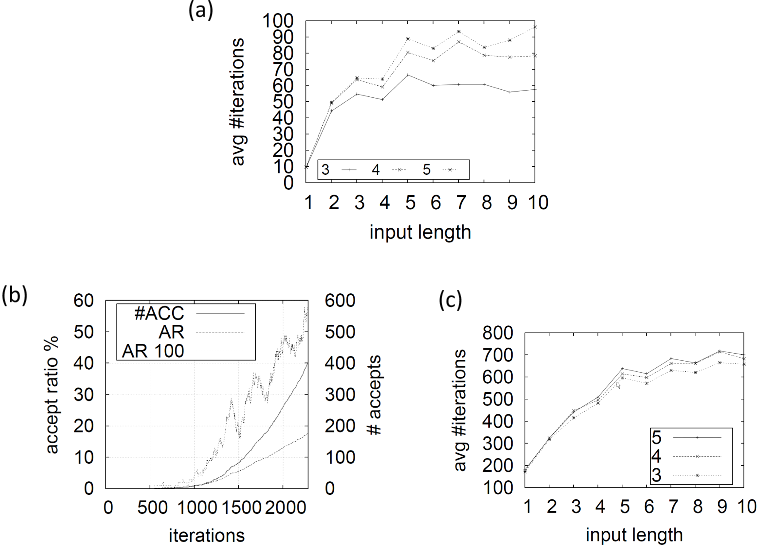 (a)
100
90
80
70
60
50
40
30
20
10
0
avg #iterations
3 4 5
1 2 3 4 5 6 7 8 9 10
input length
(b)
60
50
40
30
20
10
0
accept ratio %
#ACC
AR
AR 100
600
500
400
300
200
100
0
# accepts
0 500 1000 1500 2000
iterations
(c)
800
700
600
500
400
300
200
100
avg #iterations
5
4
3
1 2 3 4 5 6 7 8 9 10
input length